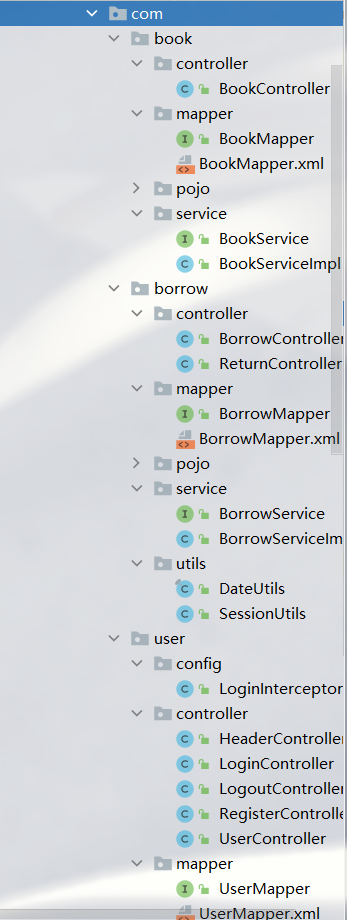 com
book
controller
BookController
mapper
BookMapper
BookMapper.xml
pojo
service
BookService
BookServiceImpl
borrow
controller
BorrowController
ReturnController
mapper
BorrowMapper
BorrowMapper.xml
pojo
service
BorrowService
BorrowServiceIm
utils
DateUtils
SessionUtils
user
config
LoginInterceptor
controller
HeaderController
LoginController
LogoutController
RegisterControlle
UserController
mapper
UserMapper
UserMapper.xml